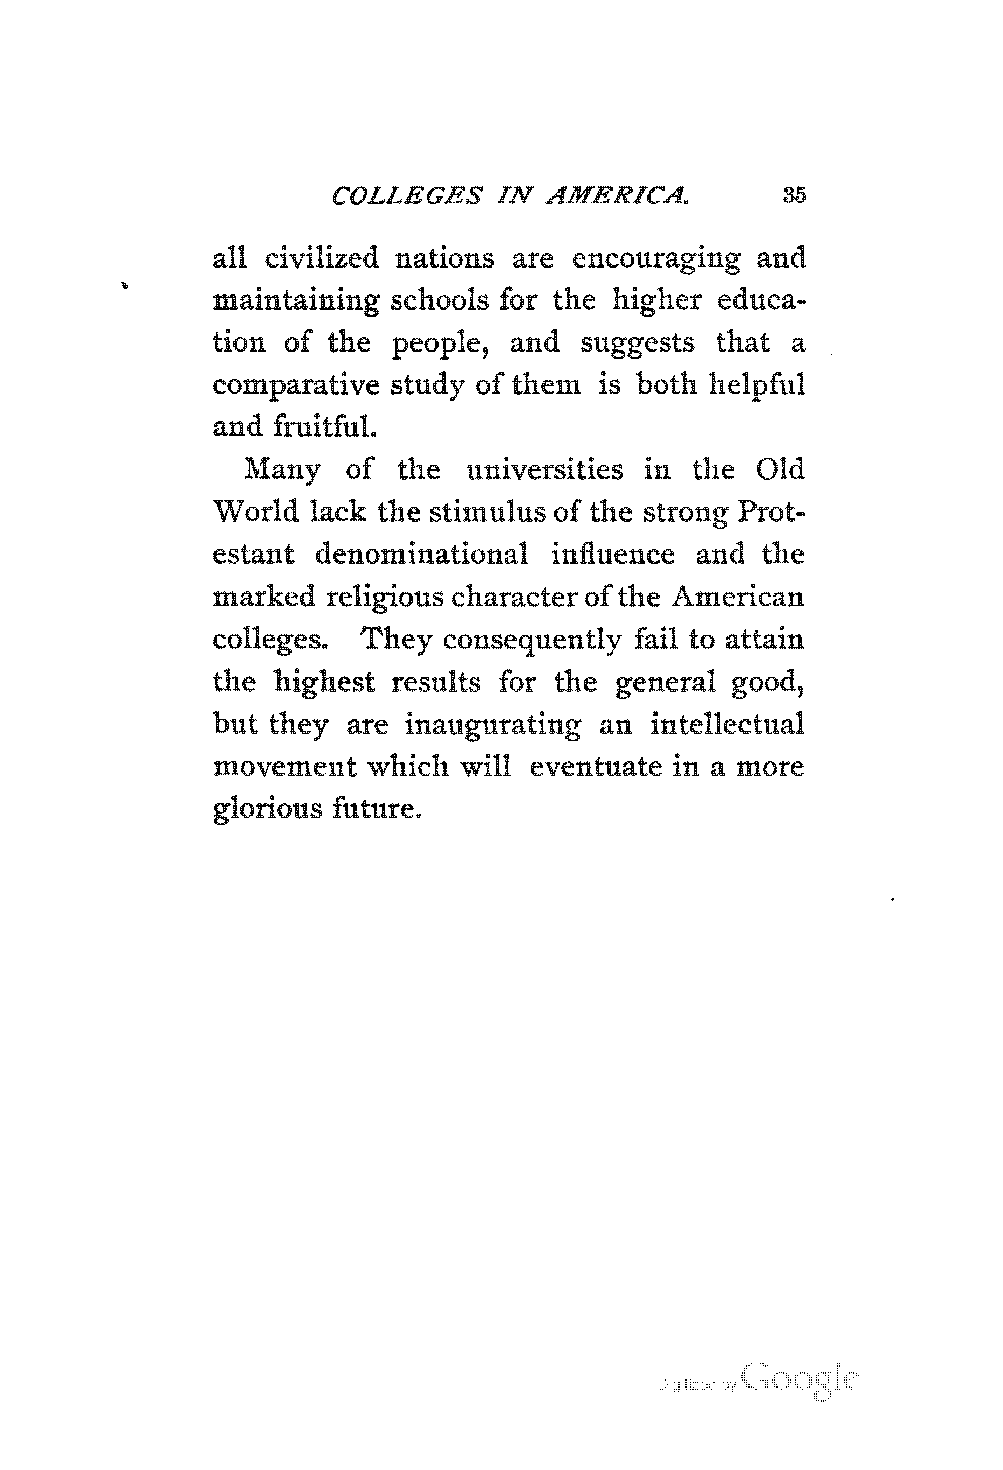 COLLEGES IN AMERICA. 35
all civilized nations are encouraging and
maintaining schools for the higher educa-
tion of the people, and suggests that a
comparative study of them is both helpful
and fruitful.
Many of the universities in the Old
World lack the stimulus of the strong Prot-
estant denominational influence and the
marked religious character of the American
colleges. They consequently fail to attain
the highest results for the general good,
but they are inaugurating an intellectual
movement which will eventuate in a more
glorious future.
Digitized by Google